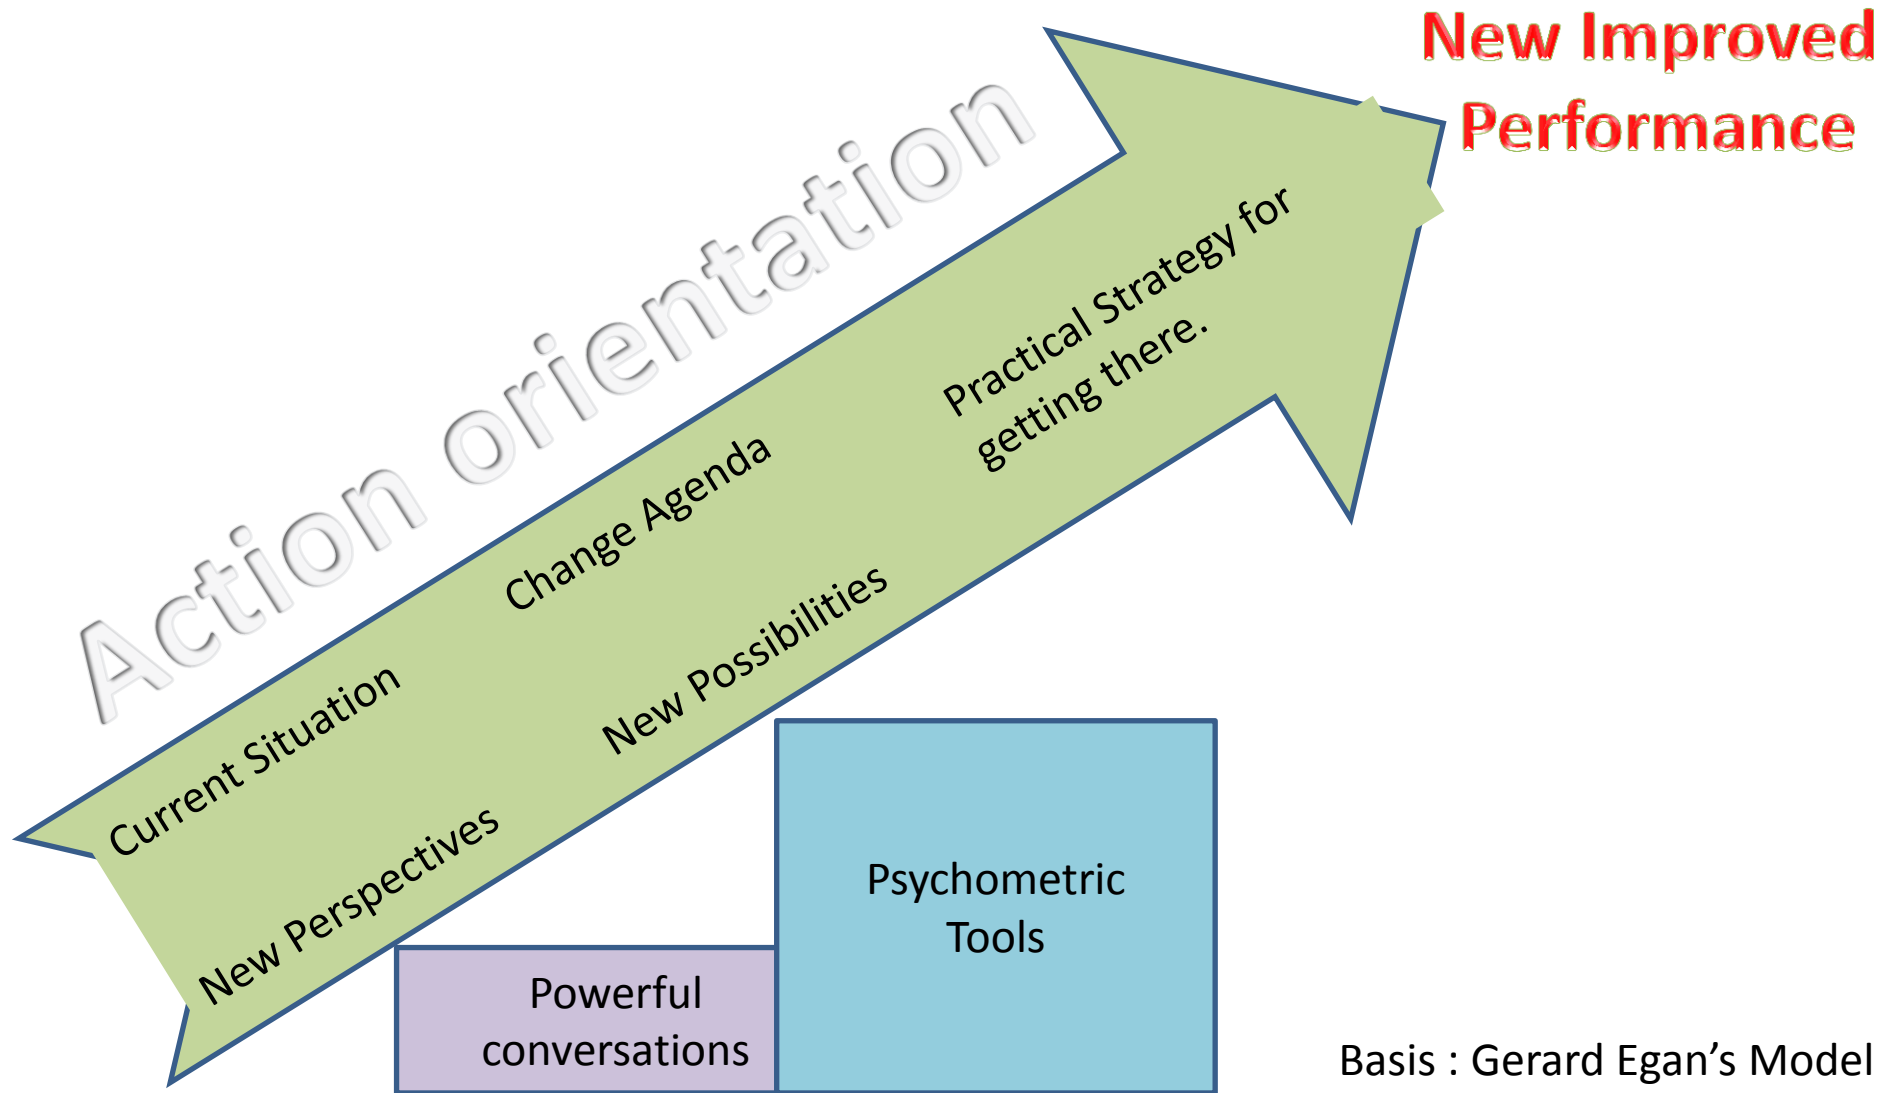 New Improved
Performance
Action orientation
Practical Strategy for
getting there.
Change Agenda
New Possibilities
Current Situation
New Perspectives
Psychometric
Tools
Powerful
conversations
Basis : Gerard Egan’s Model